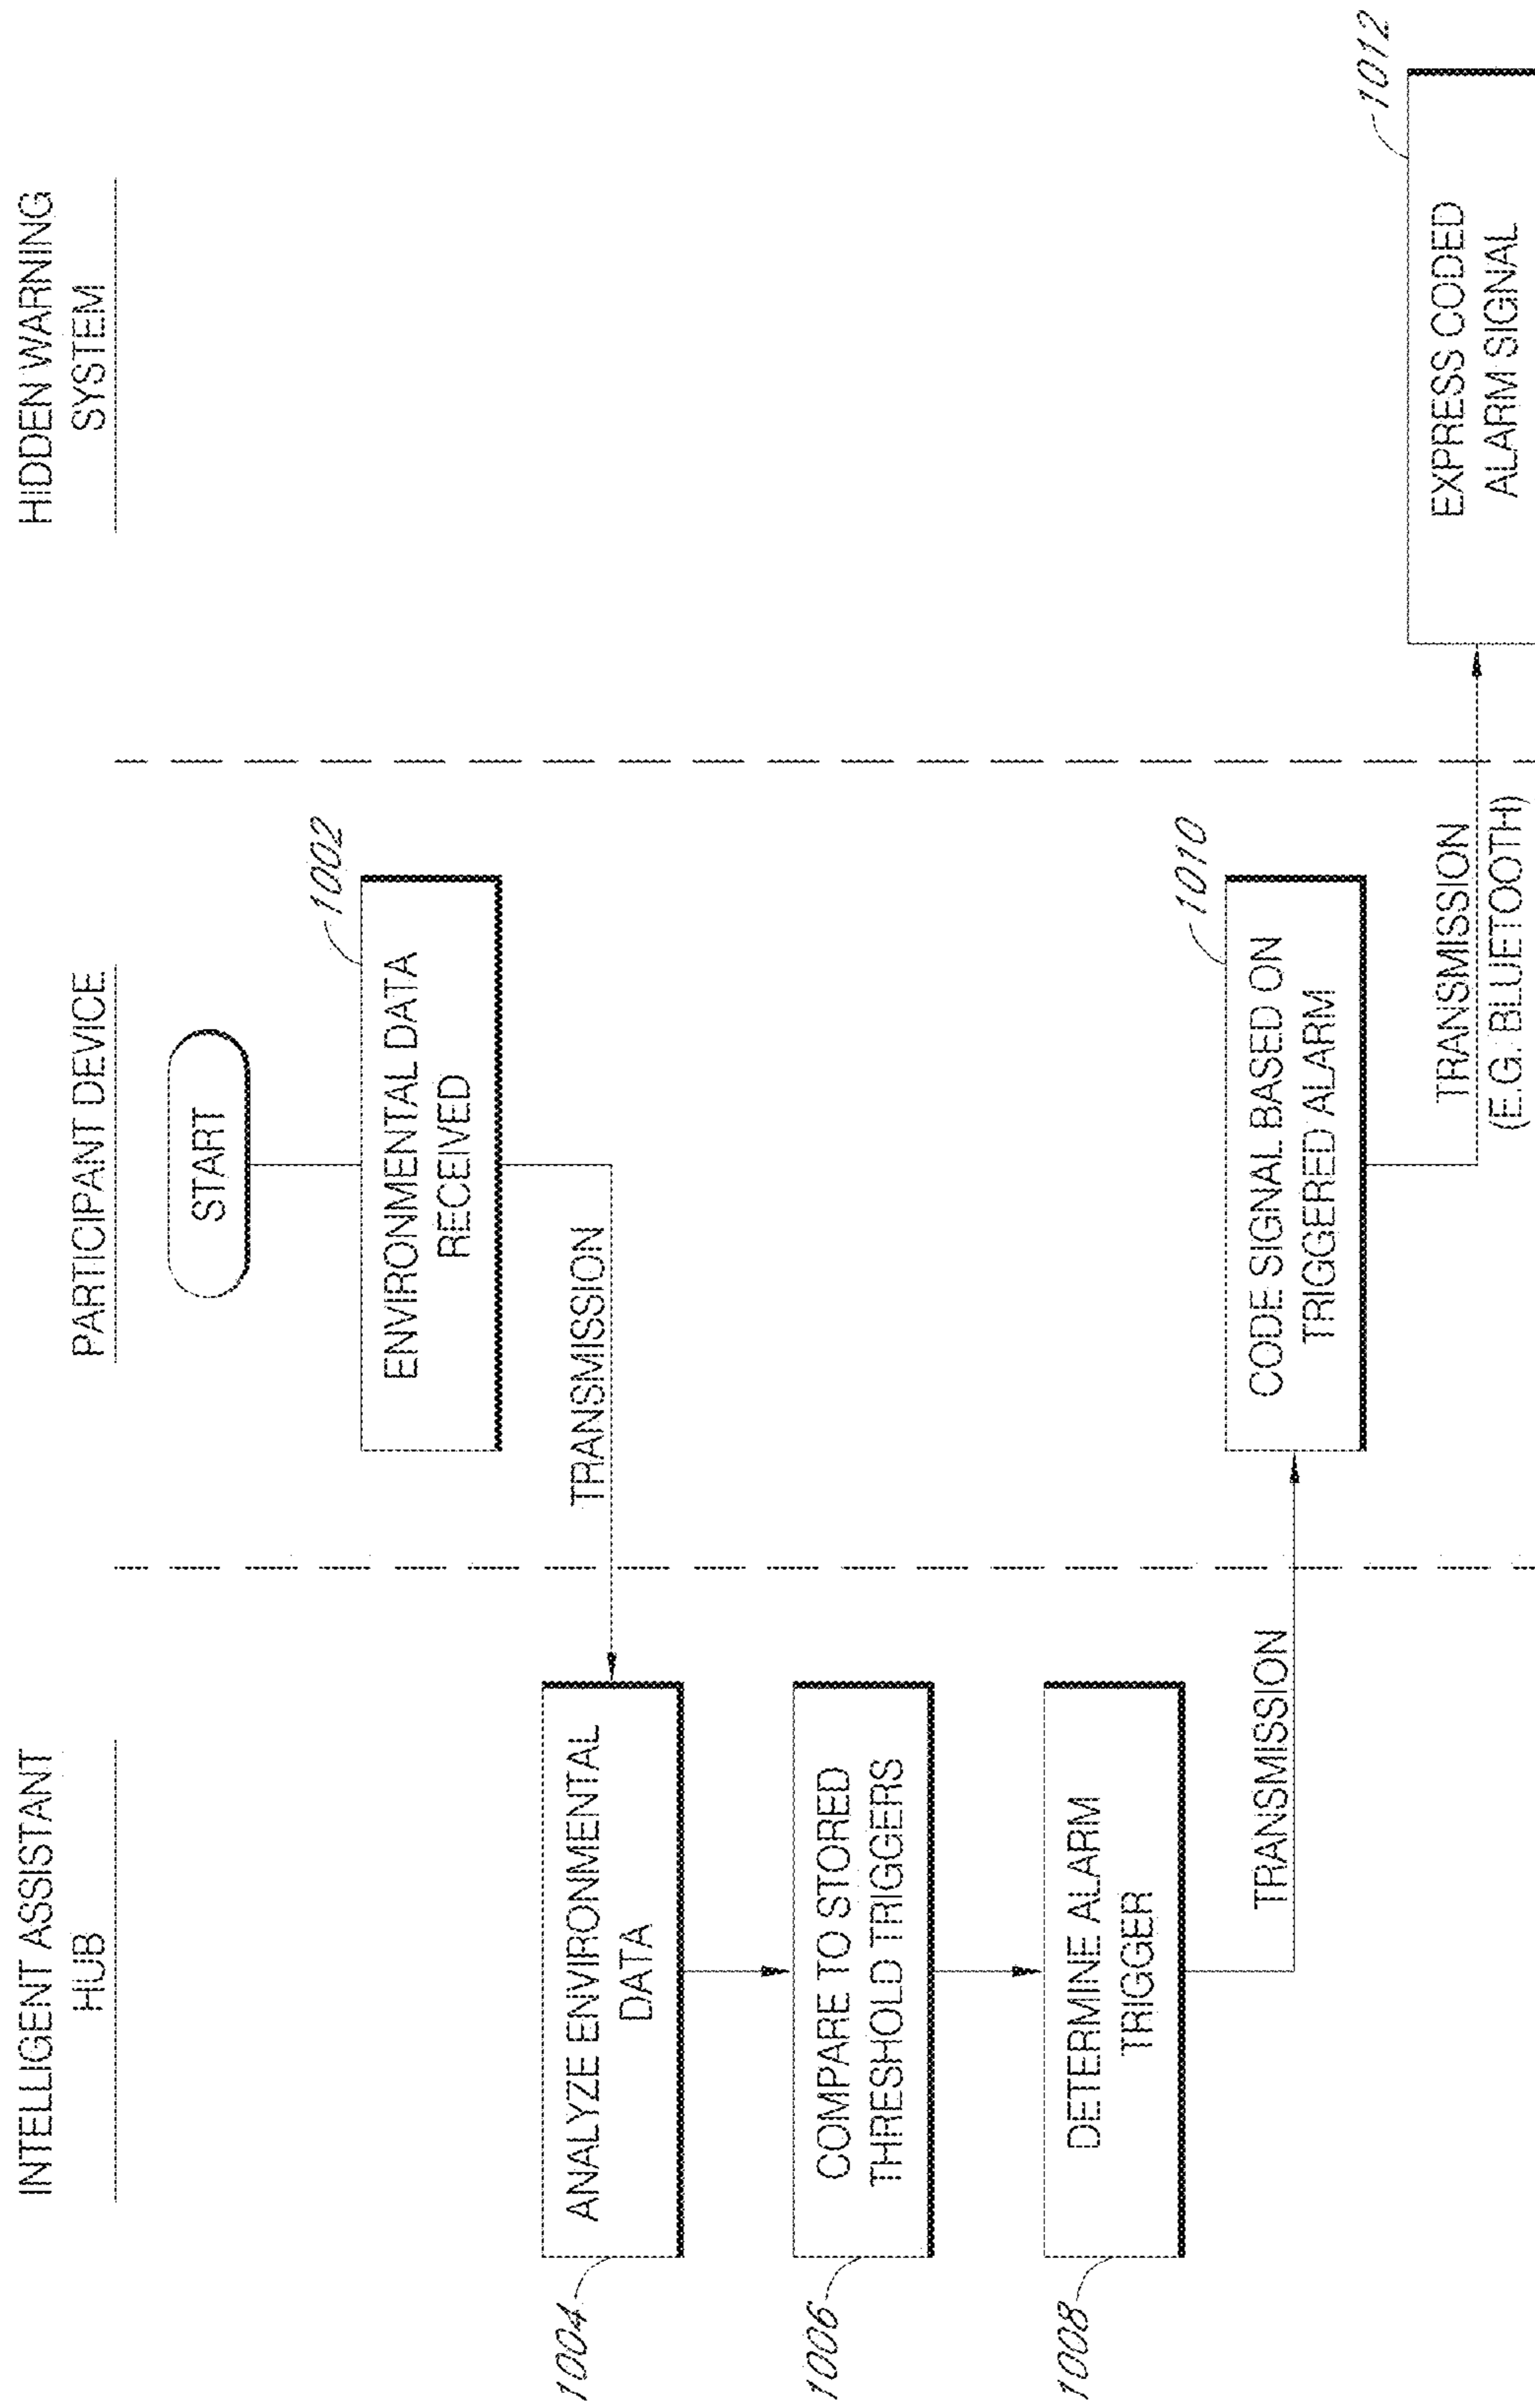 INTELLIGENT ASSISTANT
HUB
PARTICIPANT DEVICE
HIDDEN WARNING
SYSTEM
START
1002
ENVIRONMENTAL DATA
RECEIVED
TRANSMISSION
1004
ANALYZE ENVIRONMENTAL
DATA
1006
COMPARE TO STORED
THRESHOLD TRIGGERS
1008
DETERMINE ALARM
TRIGGER
TRANSMISSION
1010
CODE SIGNAL BASED ON
TRIGGERED ALARM
TRANSMISSION
(E.G. BLUETOOTH)
1012
EXPRESS CODED
ALARM SIGNAL